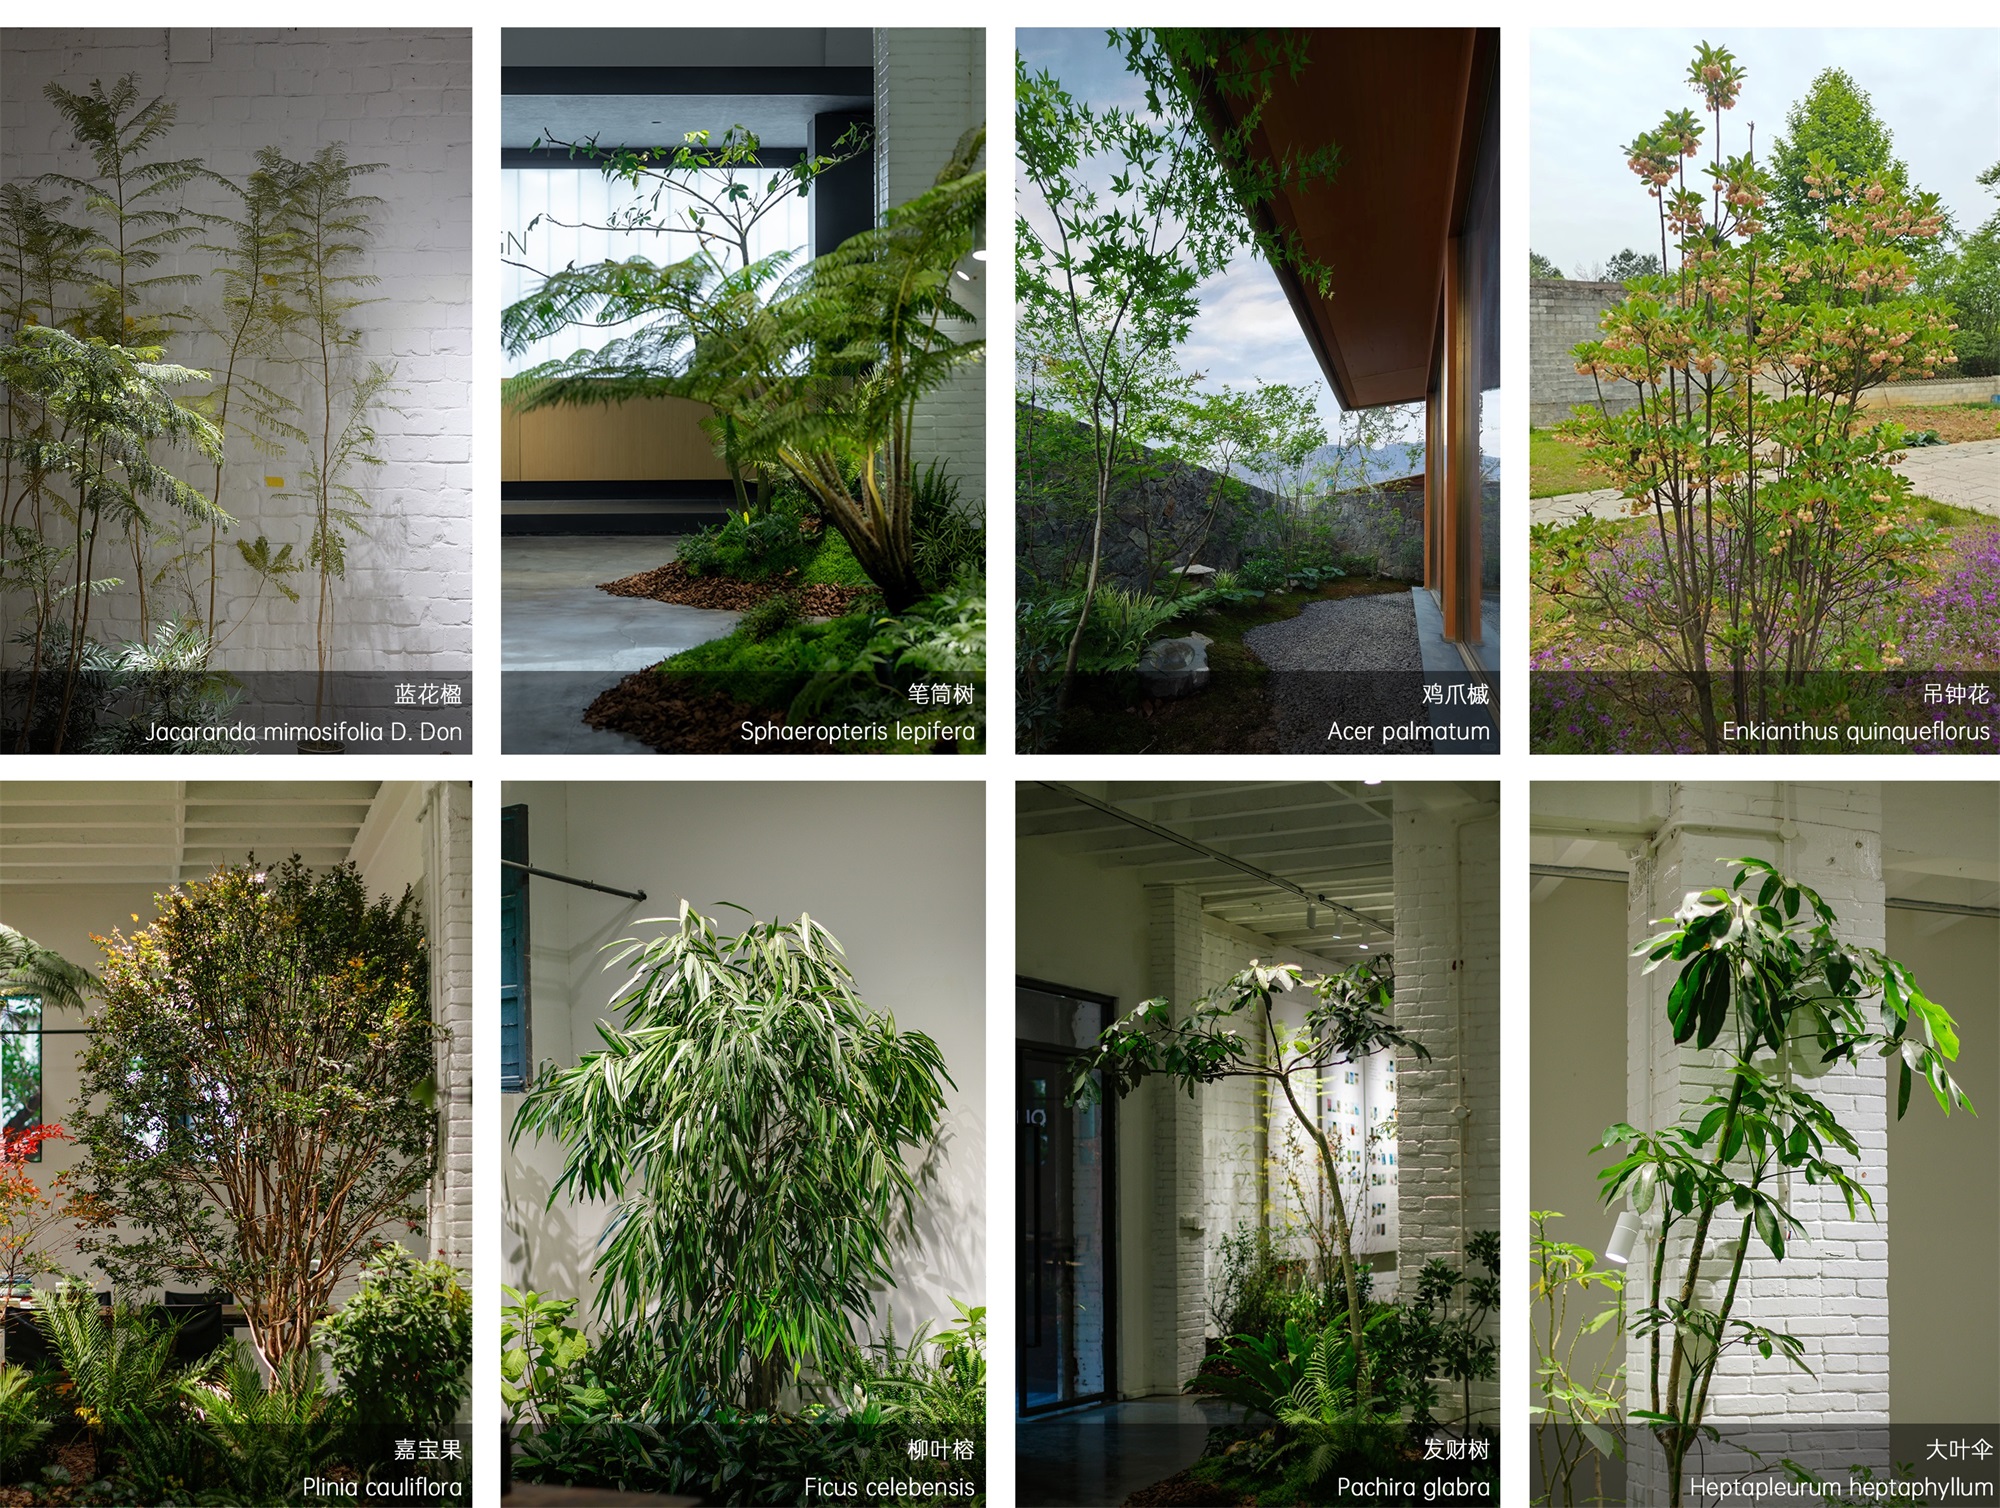 蓝花楹
Jacaranda mimosifolia D. Don
GN
笔筒树
Sphaeropteris lepifera
鸡爪槭
Acer palmatum
吊钟花
Enkianthus quinqueflorus
嘉宝果
Plinia cauliflora
柳叶榕
Ficus celebensis
发财树
Pachira glabra
大叶伞
Heptapleurum heptaphyllum